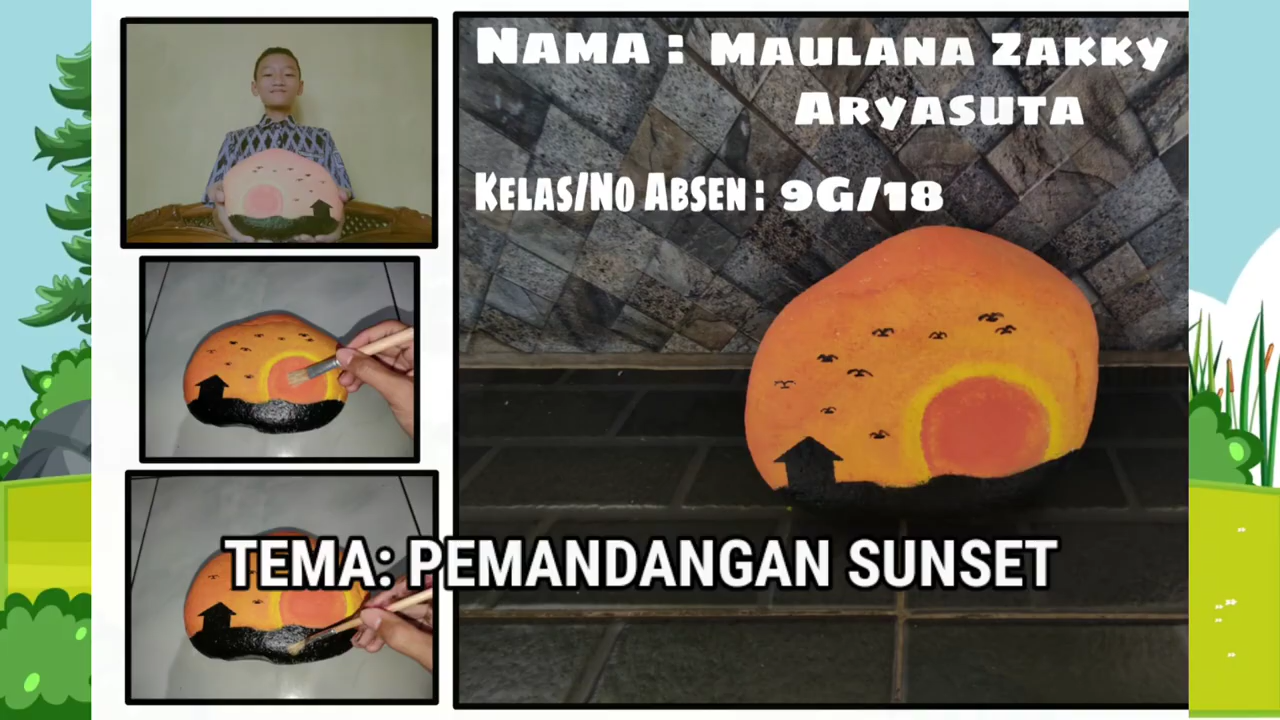 NAMA : MAULANA ZAKKY
ARYASUTA
KELAS/NO ABSEN : 9G/18
TEMA: PEMANDANGAN SUNSET